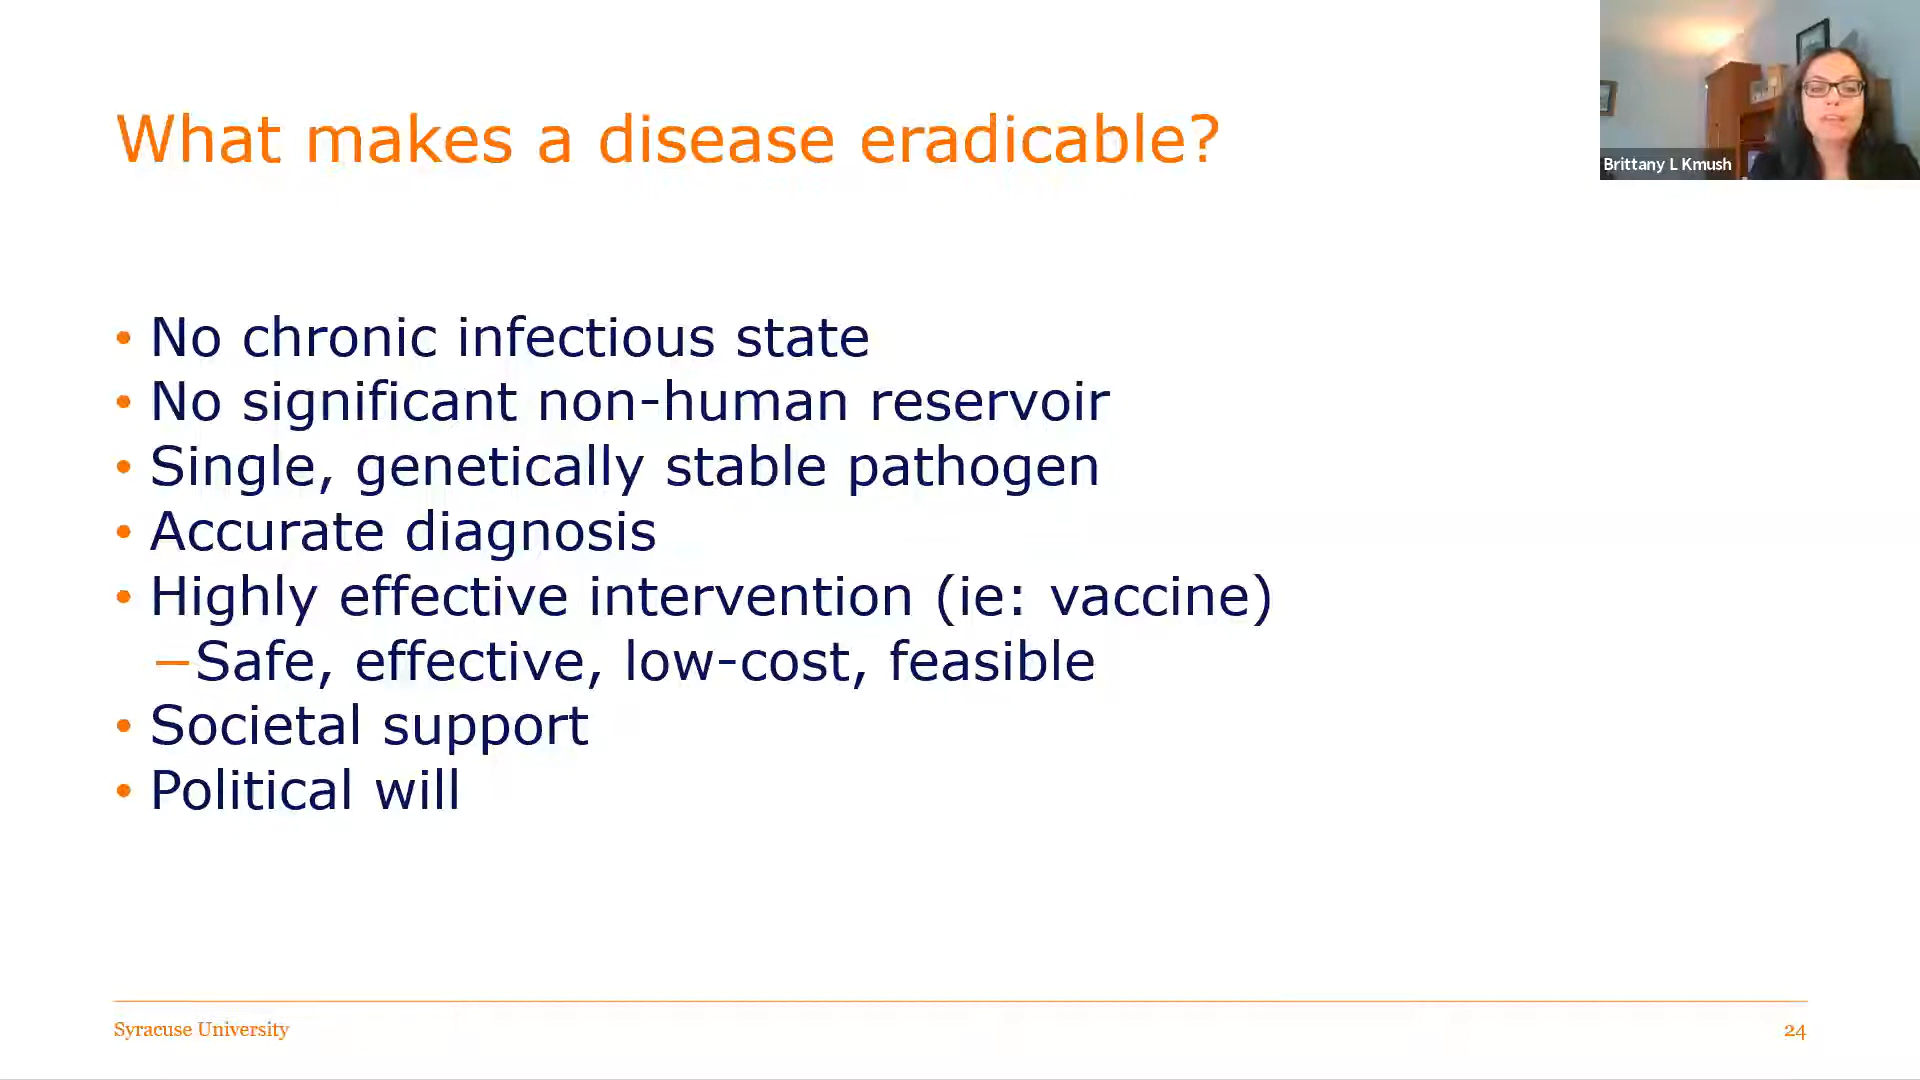 What makes a disease eradicable?
Brittany L Kmush
• No chronic infectious state
• No significant non-human reservoir
• Single, genetically stable pathogen
• Accurate diagnosis
• Highly effective intervention (ie: vaccine)
–Safe, effective, low-cost, feasible
• Societal support
• Political will
Syracuse University
24